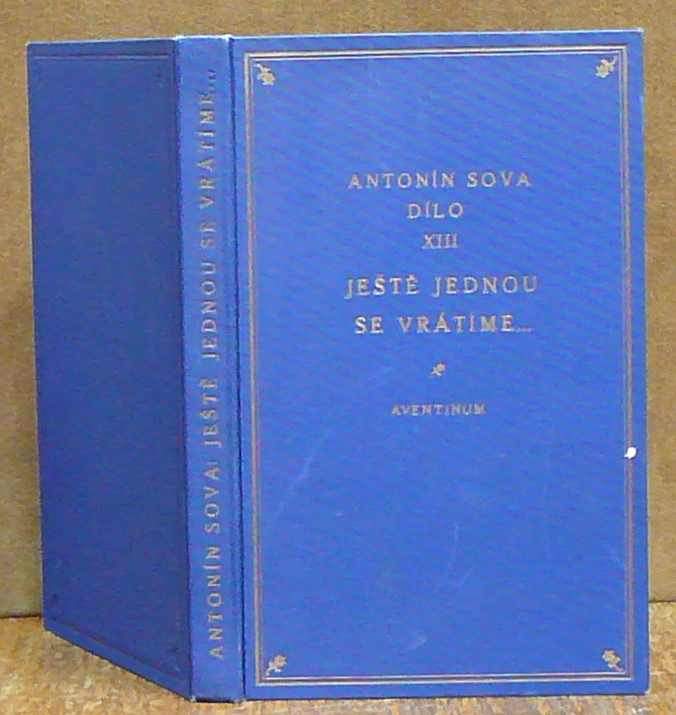 ANTONÍN SOVA: JEŠTĚ JEDNOU SE VRÁTÍME...
ANTONÍN SOVA
DÍLO
XIII
JEŠTĚ JEDNOU
SE VRÁTÍME...
AVENTINUM